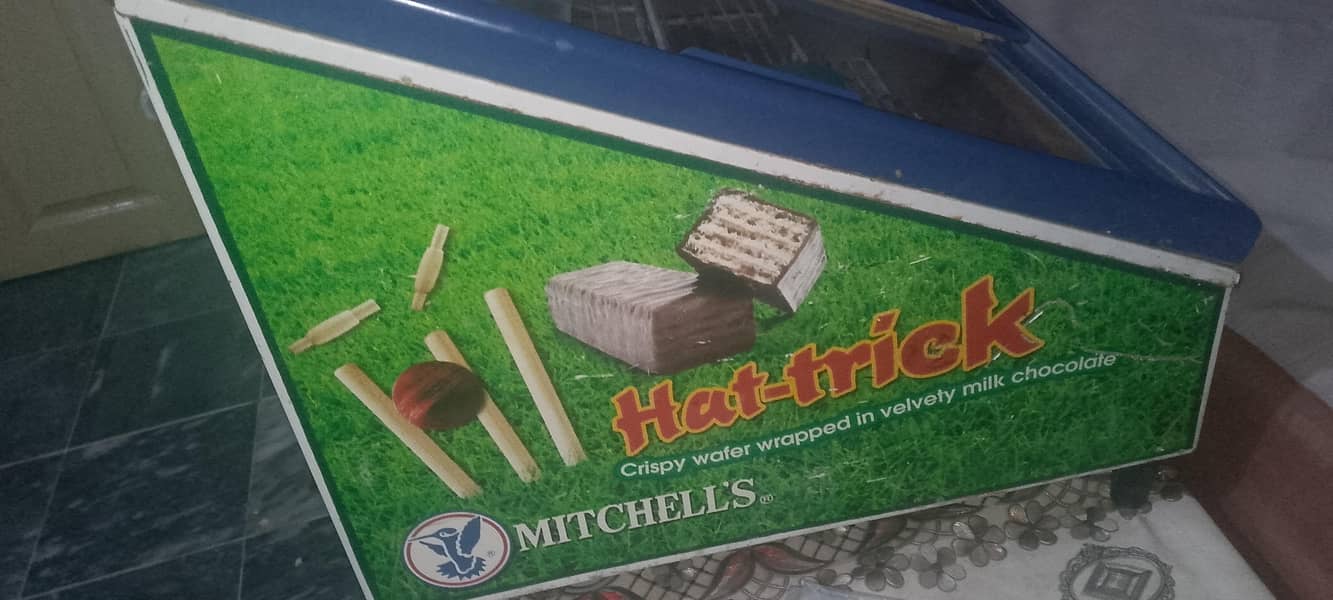 Hat-trick
Crispy wafer wrapped in velvety milk chocolate
MITCHELL'S